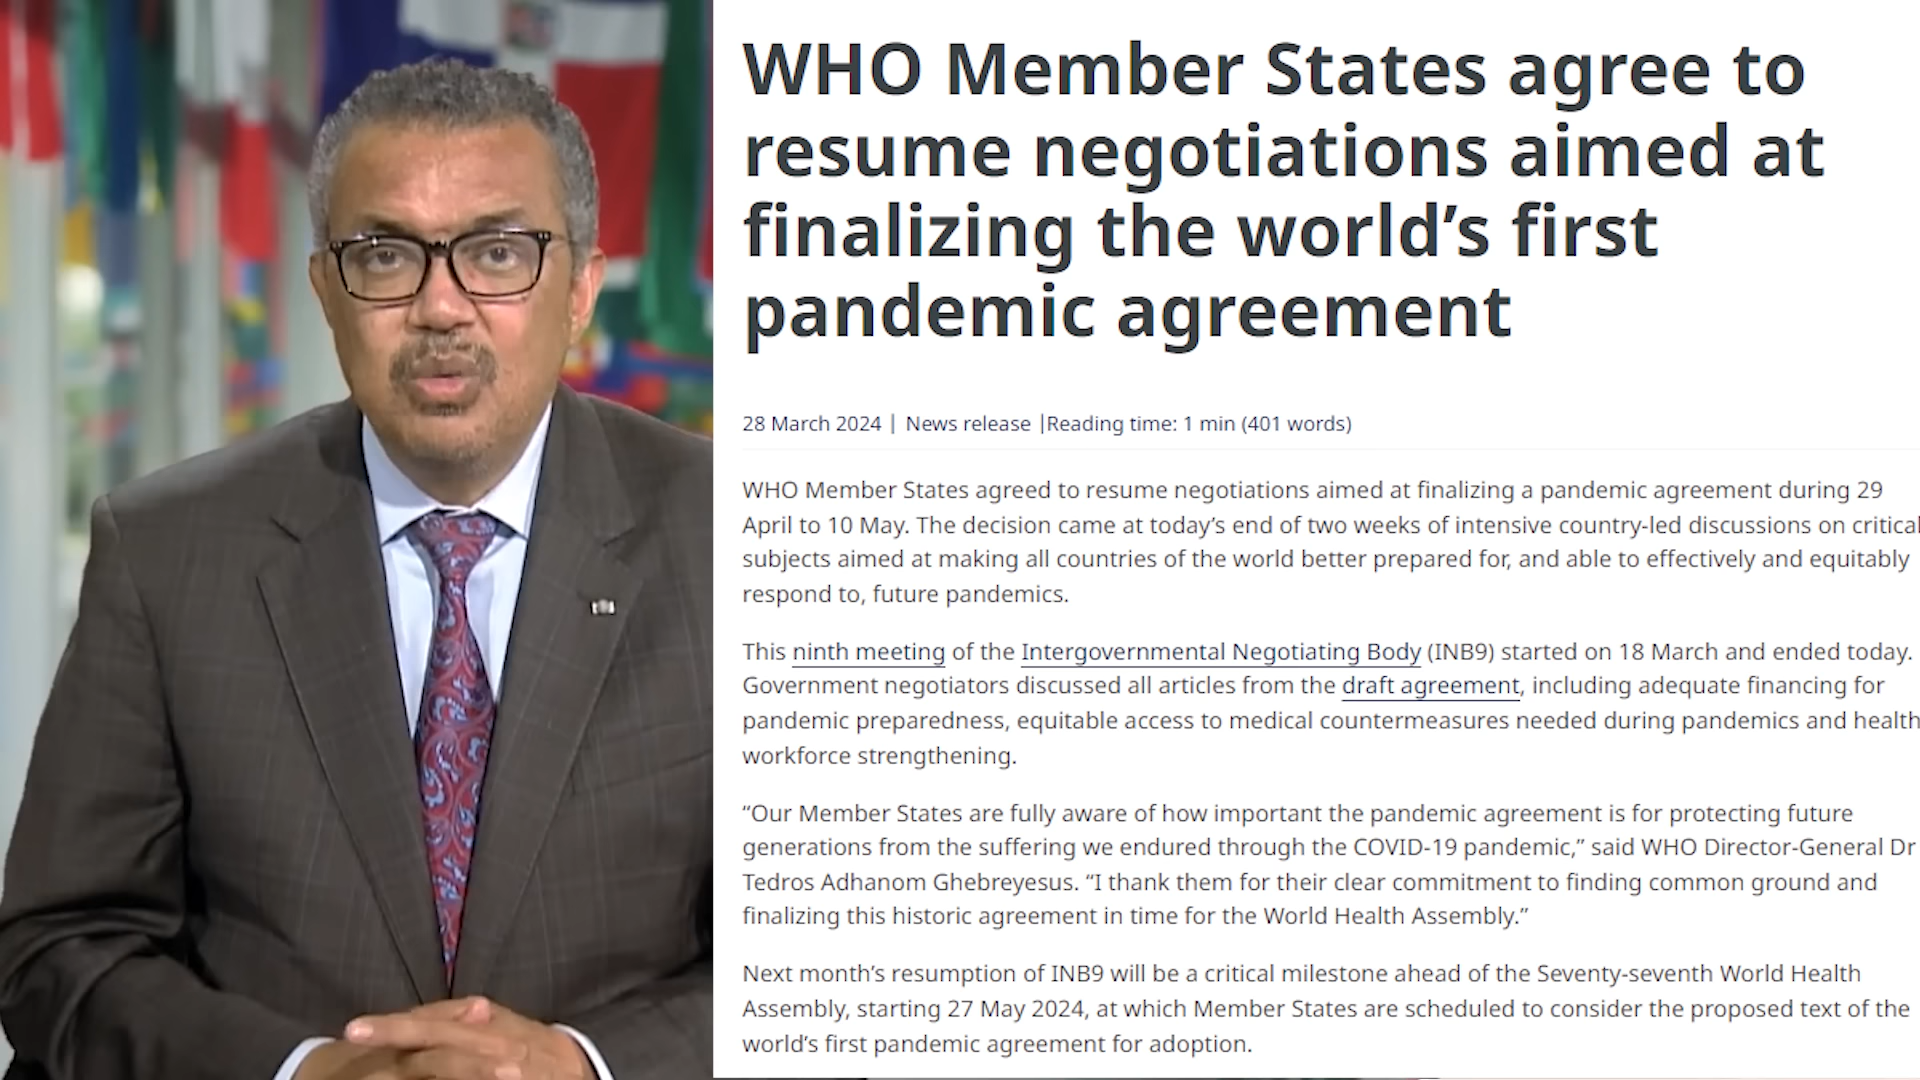 WHO Member States agree to
resume negotiations aimed at
finalizing the world’s first
pandemic agreement
28 March 2024 | News release |Reading time: 1 min (401 words)
WHO Member States agreed to resume negotiations aimed at finalizing a pandemic agreement during 29
April to 10 May. The decision came at today’s end of two weeks of intensive country-led discussions on critical
subjects aimed at making all countries of the world better prepared for, and able to effectively and equitably
respond to, future pandemics.
This ninth meeting of the Intergovernmental Negotiating Body (INB9) started on 18 March and ended today.
Government negotiators discussed all articles from the draft agreement, including adequate financing for
pandemic preparedness, equitable access to medical countermeasures needed during pandemics and health
workforce strengthening.
“Our Member States are fully aware of how important the pandemic agreement is for protecting future
generations from the suffering we endured through the COVID-19 pandemic,” said WHO Director-General Dr
Tedros Adhanom Ghebreyesus. “I thank them for their clear commitment to finding common ground and
finalizing this historic agreement in time for the World Health Assembly.”
Next month’s resumption of INB9 will be a critical milestone ahead of the Seventy-seventh World Health
Assembly, starting 27 May 2024, at which Member States are scheduled to consider the proposed text of the
world’s first pandemic agreement for adoption.